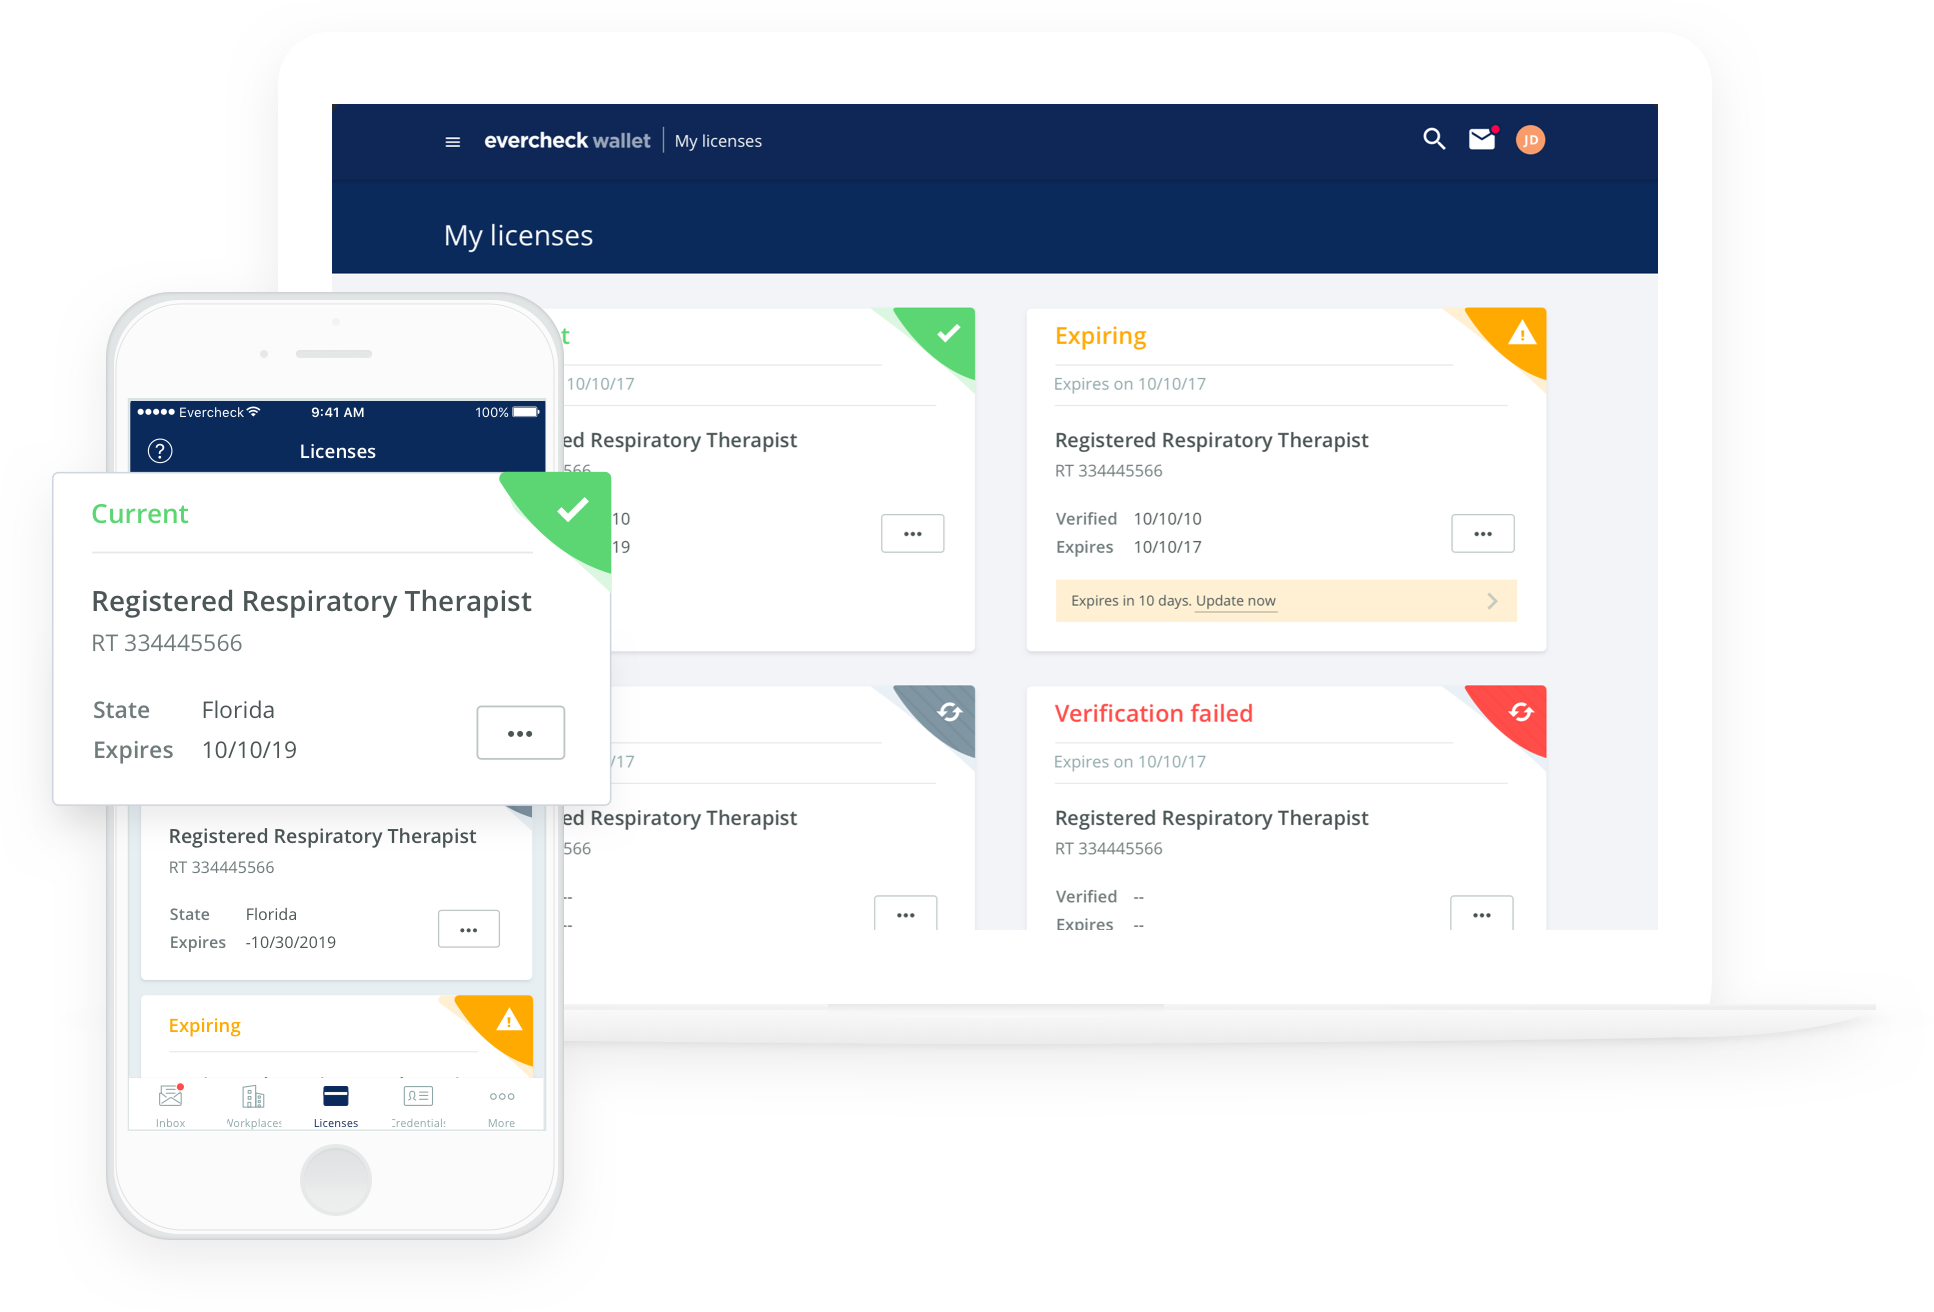 evercheck wallet My licenses
JD
My licenses
t
10/10/17
ed Respiratory Therapist
566
10
19
Expiring
Expires on 10/10/17
Registered Respiratory Therapist
RT 334445566
Verified 10/10/10
Expires 10/10/17
Expires in 10 days. Update now
/17
ed Respiratory Therapist
566
--
--
Verification failed
Expires on 10/10/17
Registered Respiratory Therapist
RT 334445566
Verified --
Expires --
Evercheck 9:41 AM 100%
? Licenses
Current
Registered Respiratory Therapist
RT 334445566
State Florida
Expires 10/10/19
Registered Respiratory Therapist
RT 334445566
State Florida
Expires -10/30/2019
Expiring
Inbox Workplaces Licenses Credentials More